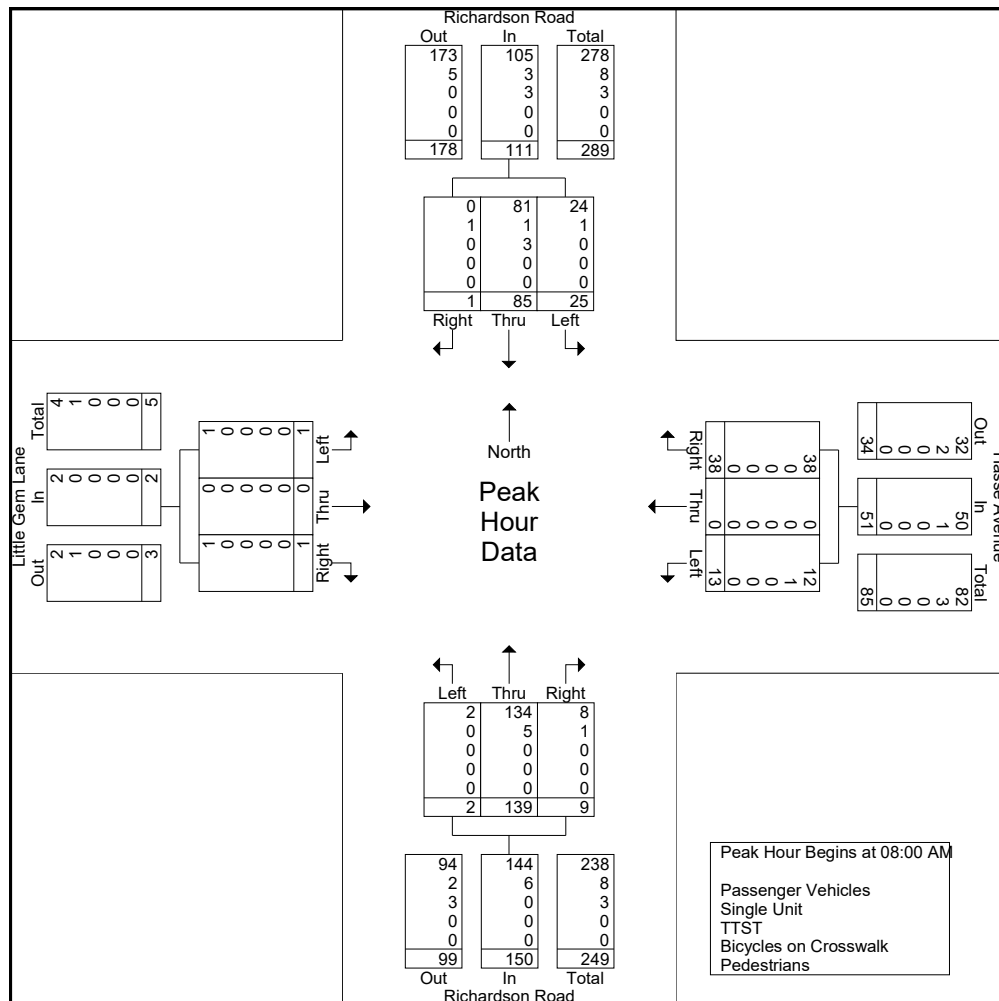 Richardson Road
Out In Total
173 105 278
5 3 8
0 3 3
0 0 0
0 0 0
178 111 289
0 81 24
1 1 1
0 3 0
0 0 0
0 0 0
1 85 25
Right Thru Left
Little Gem Lane
Total
4 1 0 0 0 5
In
2 0 0 0 0 2
Out
2 1 0 0 0 3
Left
1 0 0 0 0 1
Thru
0 0 0 0 0 0
Right
1 0 0 0 0 1
North
Peak
Hour
Data
Right
38 0 0 0 0 38
Thru
0 0 0 0 0 0
Left
12 1 0 0 0 13
Hasse Avenue
Out
32 2 0 0 0 34
In
50 1 0 0 0 51
Total
82 3 0 0 0 85
Left Thru Right
2 134 8
0 5 1
0 0 0
0 0 0
0 0 0
2 139 9
94 144 238
2 6 8
3 0 3
0 0 0
0 0 0
99 150 249
Out In Total
Richardson Road
Peak Hour Begins at 08:00 AM
Passenger Vehicles
Single Unit
TTST
Bicycles on Crosswalk
Pedestrians